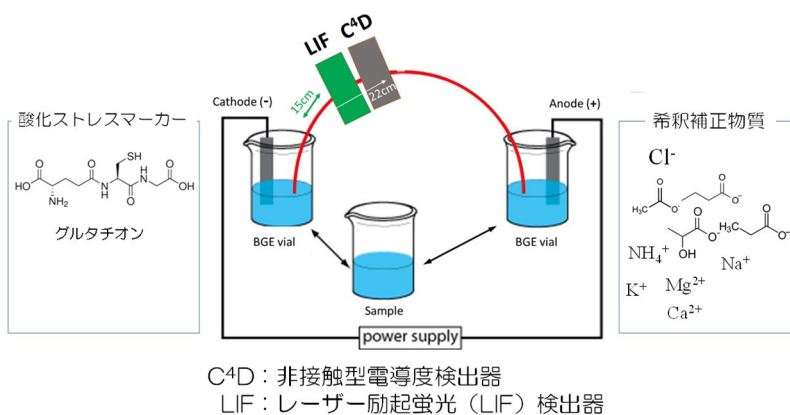 LIF C⁴D
15cm
22cm
Cathode (-)
Anode (+)
酸化ストレスマーカー
希釈補正物質
SH
O
O
O
HO
N
H
H
N
OH
NH₂
O
O
グルタチオン
BGE vial
BGE vial
Sample
power supply
Cl⁻
O
H₃C
O⁻
O
O⁻
O
O⁻
OH
H₃C
O
O⁻
NH₄⁺
Na⁺
K⁺
Mg²⁺
Ca²⁺
C⁴D：非接触型電導度検出器
LIF：レーザー励起蛍光（LIF）検出器